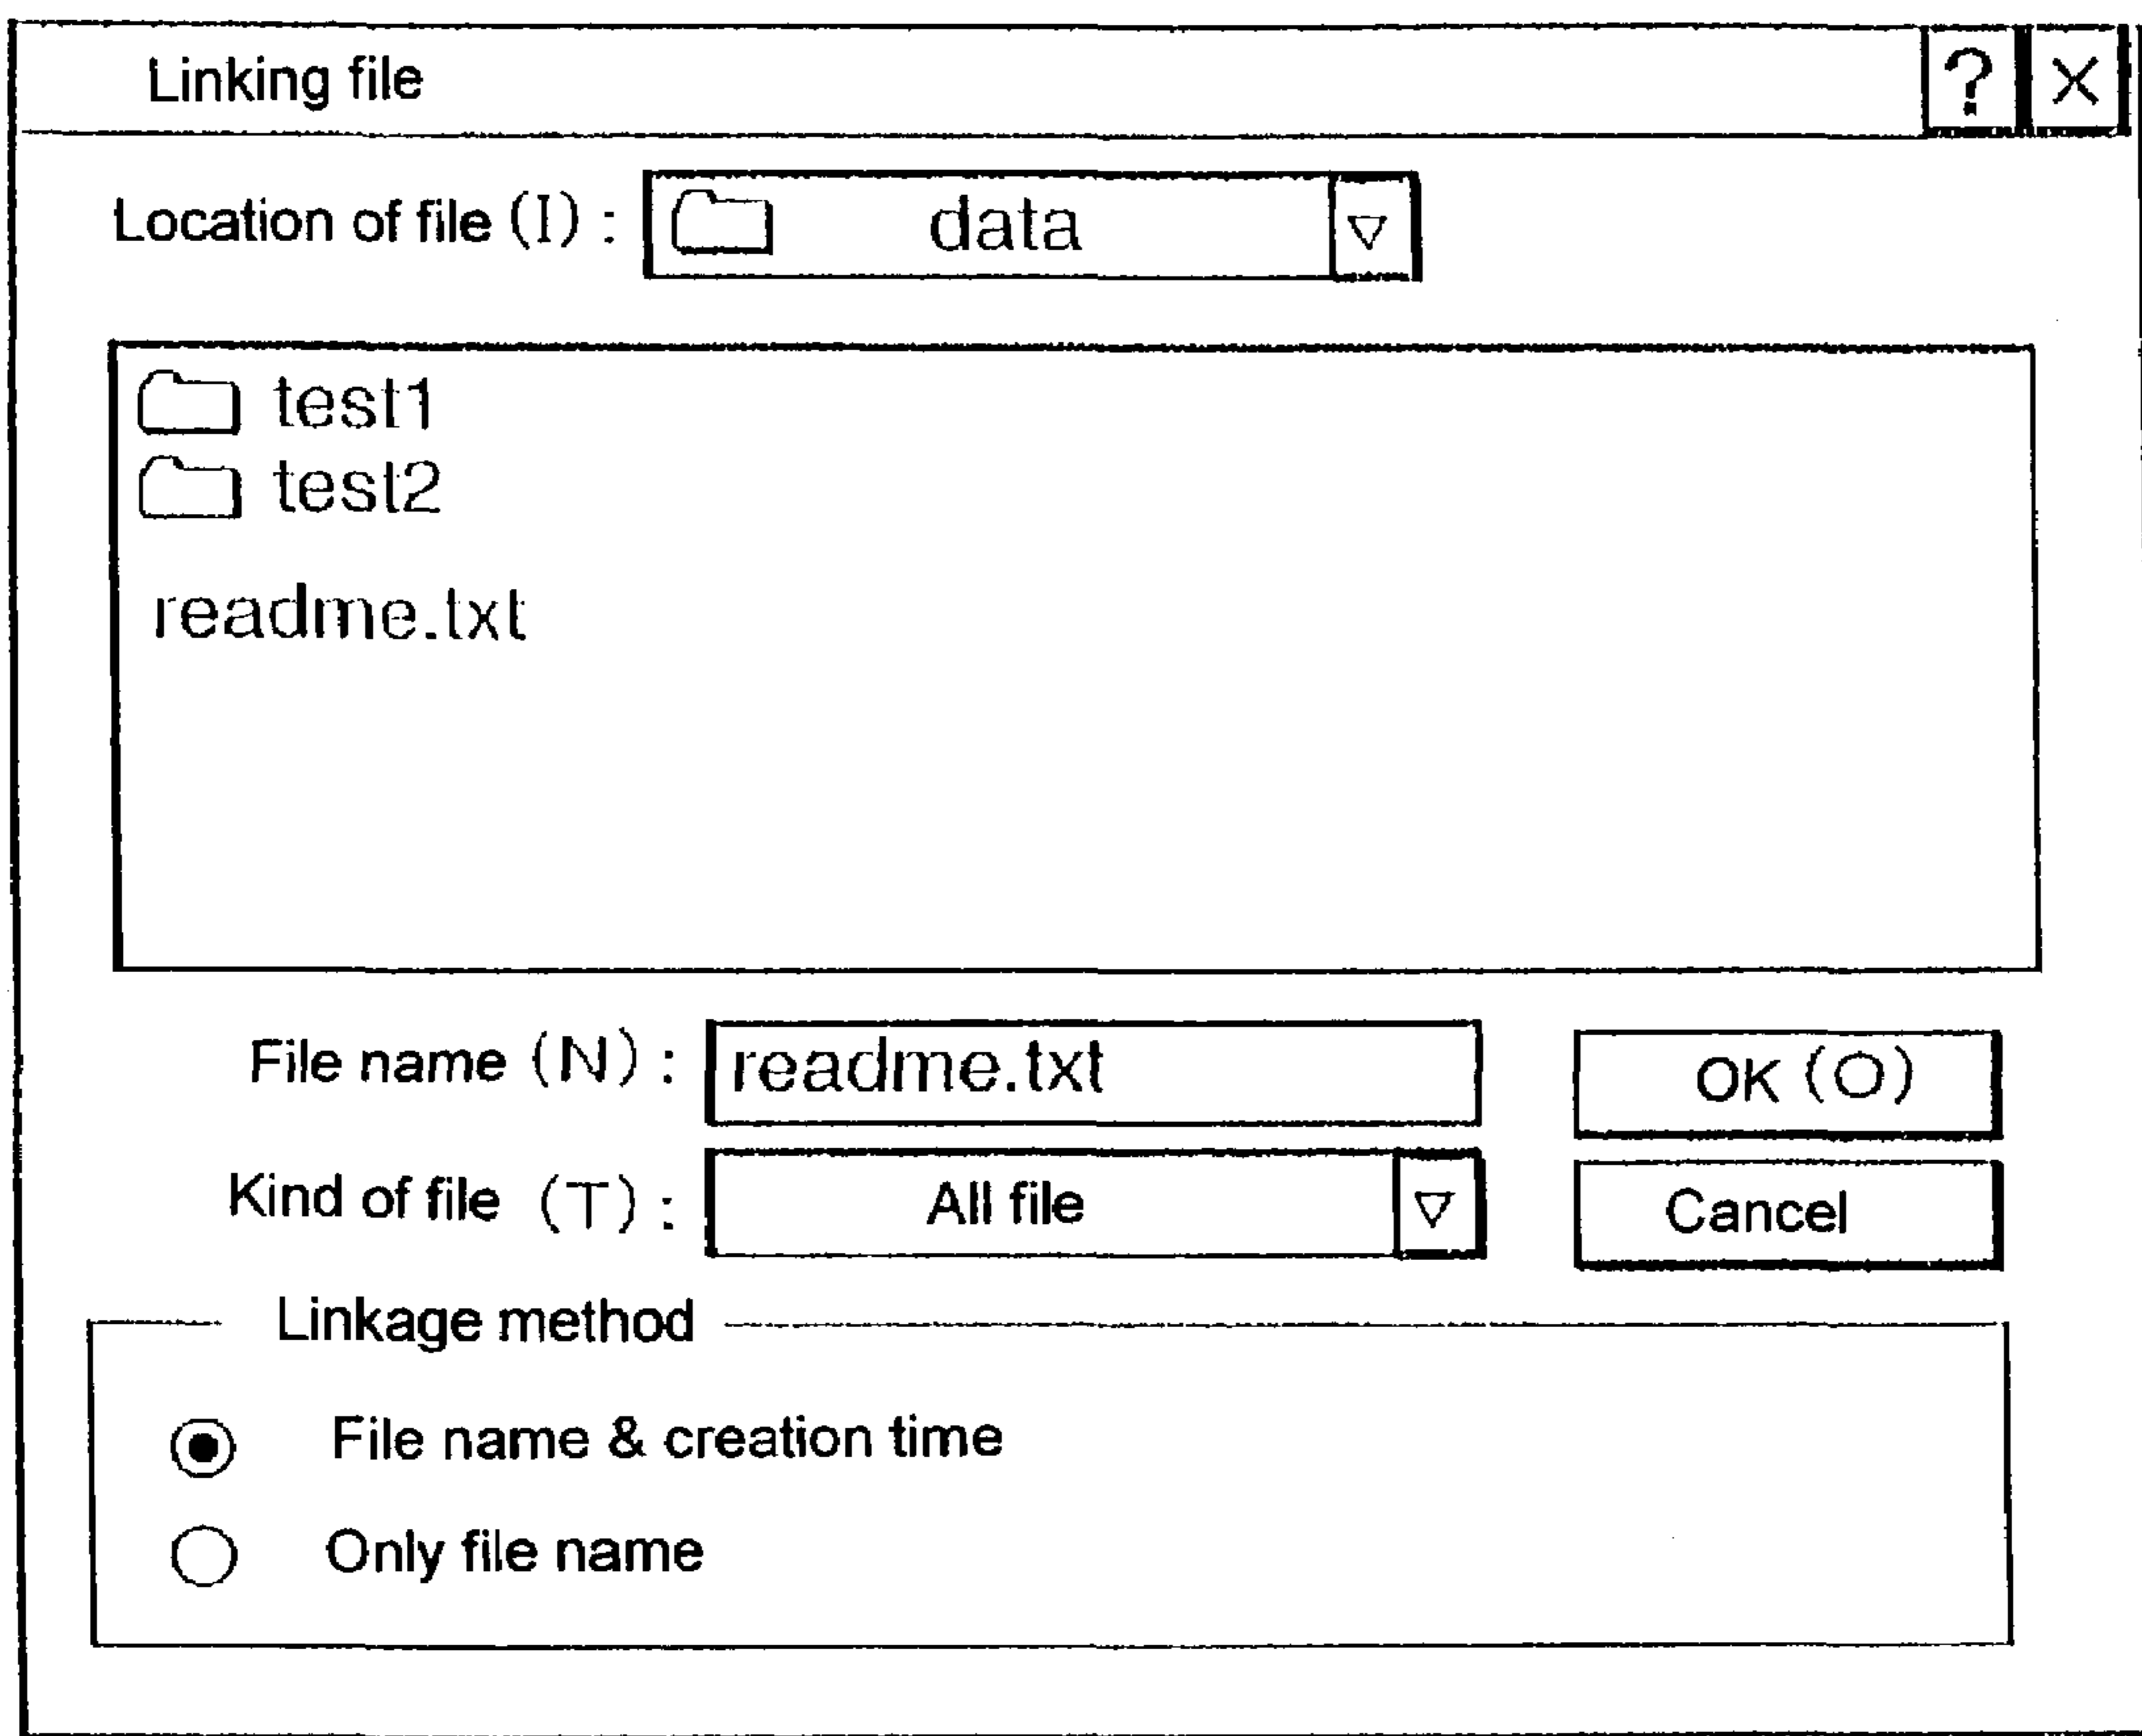 Linking file ? X
Location of file (I) : data
test1
test2
readme.txt
File name (N) : readme.txt OK (O)
Kind of file (T) : All file Cancel
Linkage method
File name & creation time
Only file name